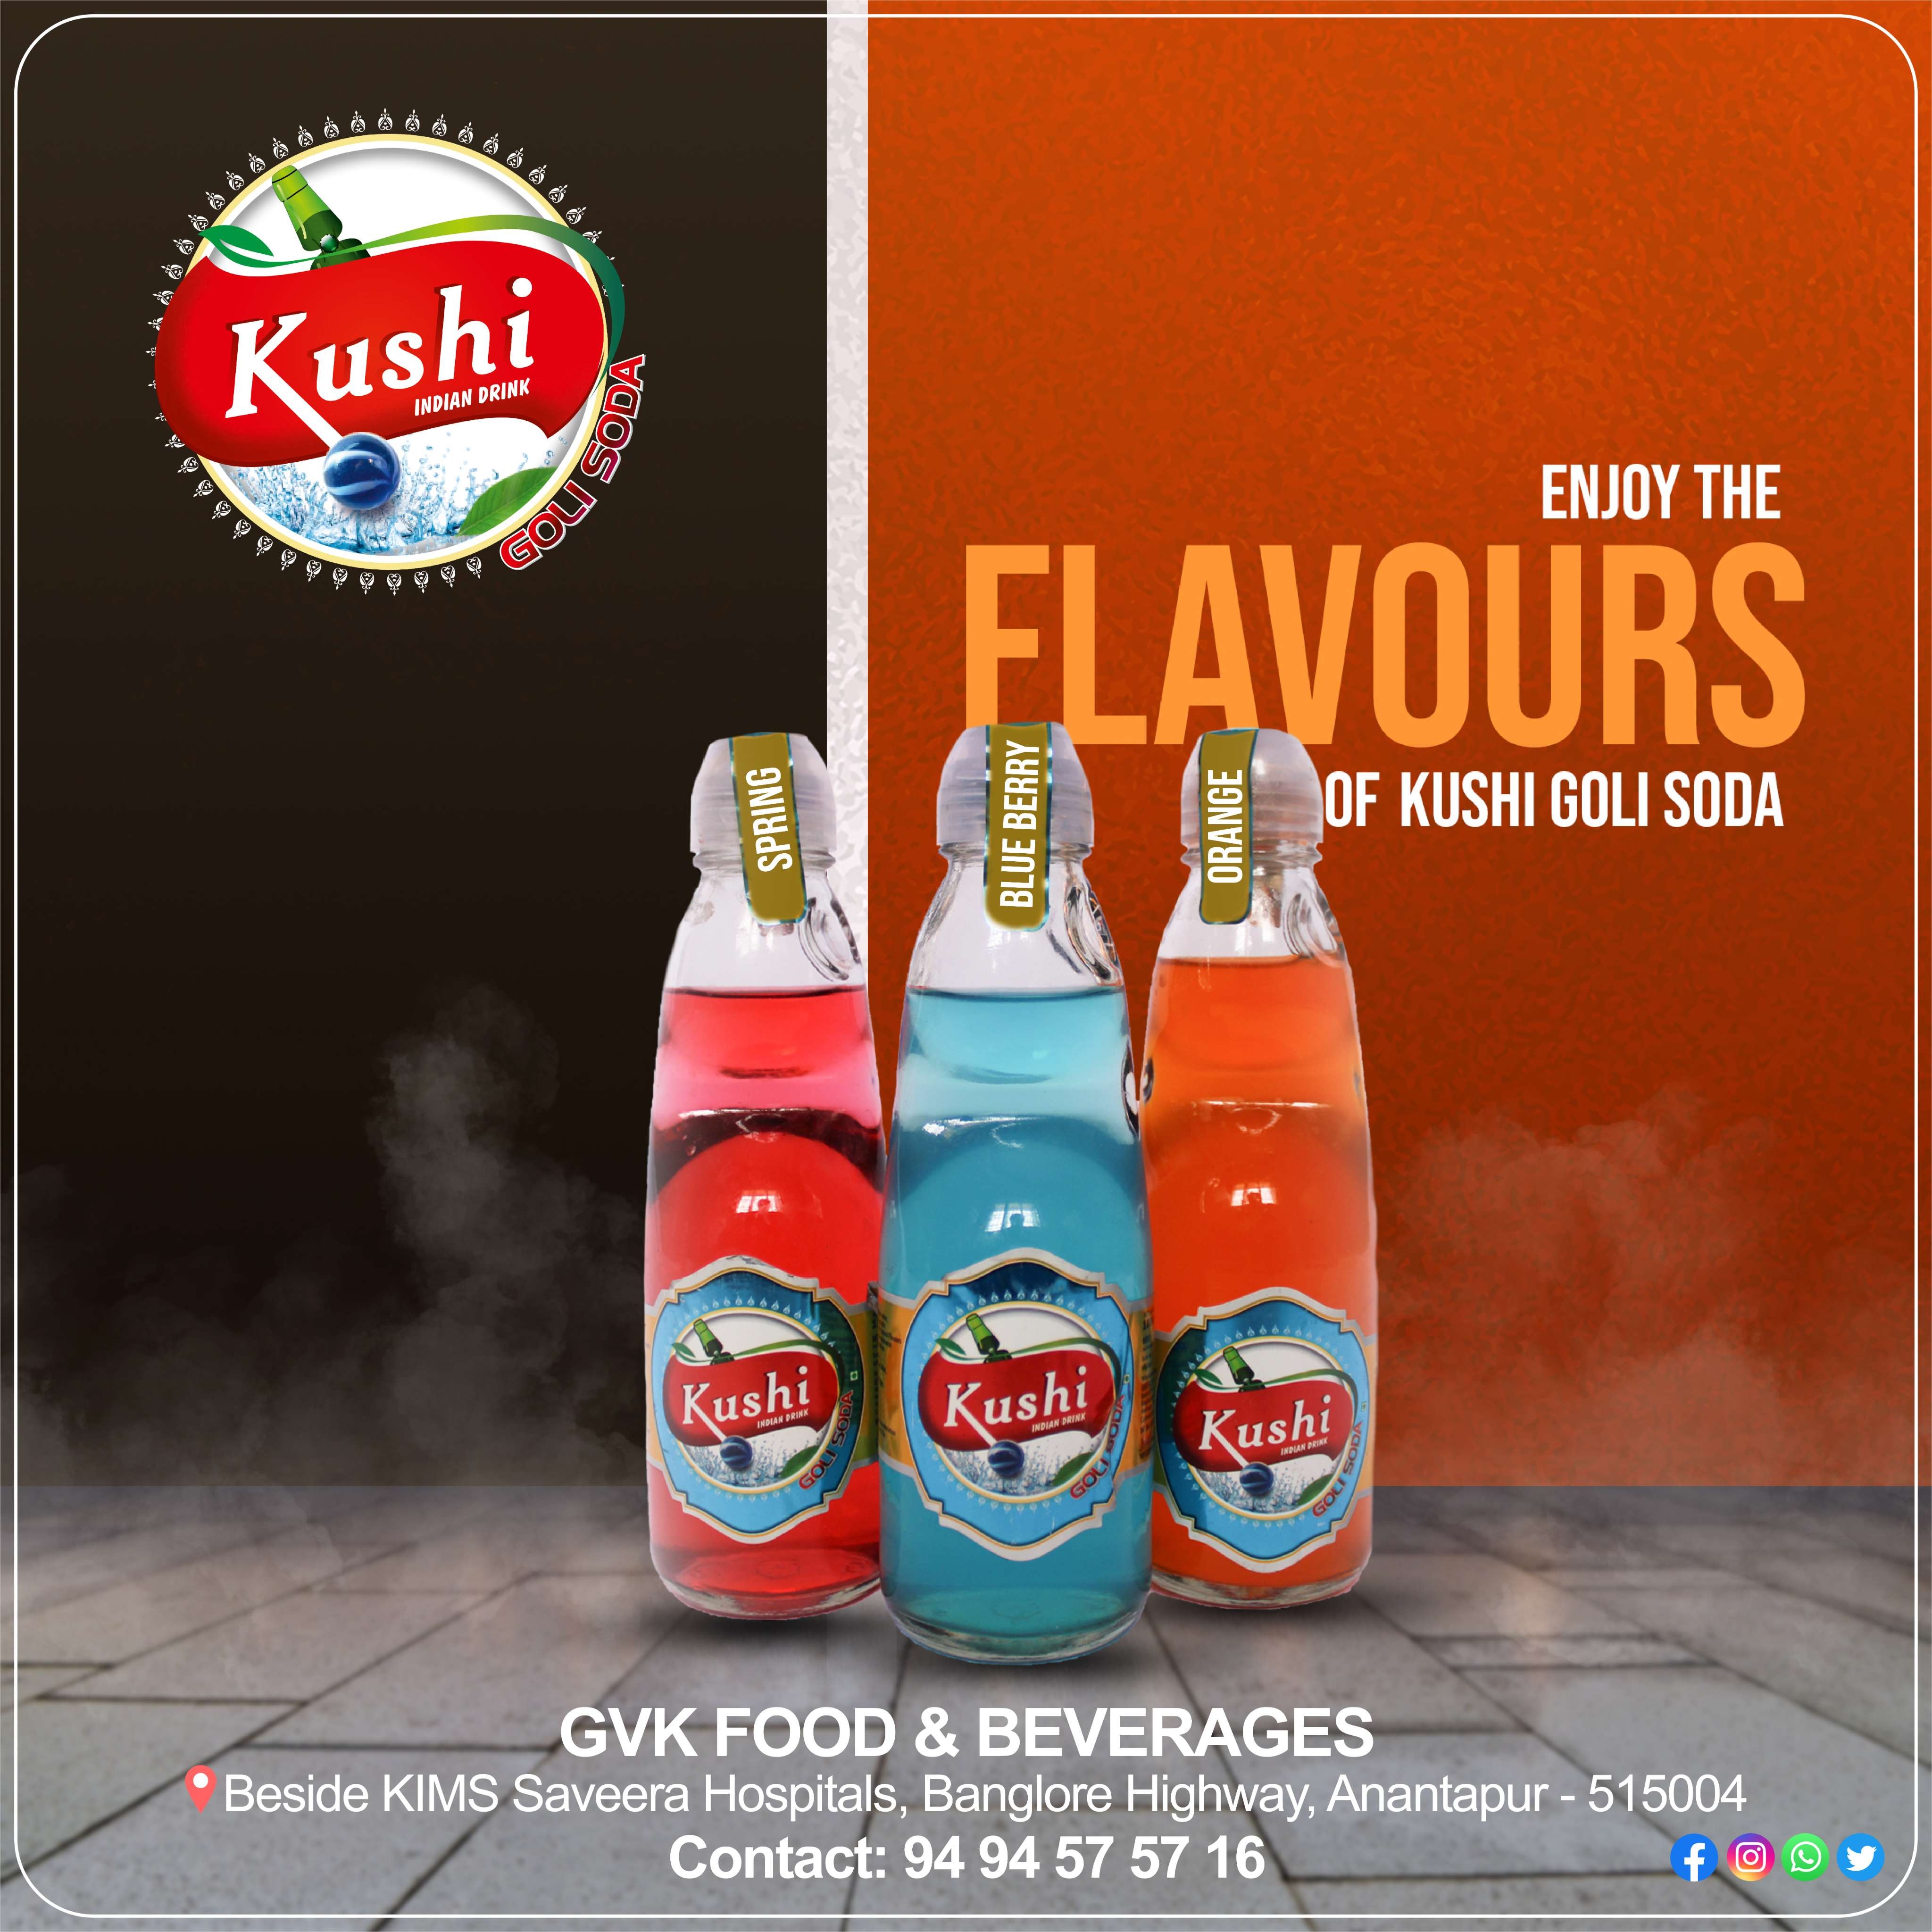 Kushi
INDIAN DRINK
GOLI SODA
ENJOY THE
FLAVOURS
OF KUSHI GOLI SODA
SPRING
BLUE BERRY
ORANGE
Kushi
INDIAN DRINK
GOLI SODA
Kushi
INDIAN DRINK
GOLI SODA
Kushi
INDIAN DRINK
GOLI SODA
GVK FOOD & BEVERAGES
Beside KIMS Saveera Hospitals, Banglore Highway, Anantapur - 515004
Contact: 94 94 57 57 16